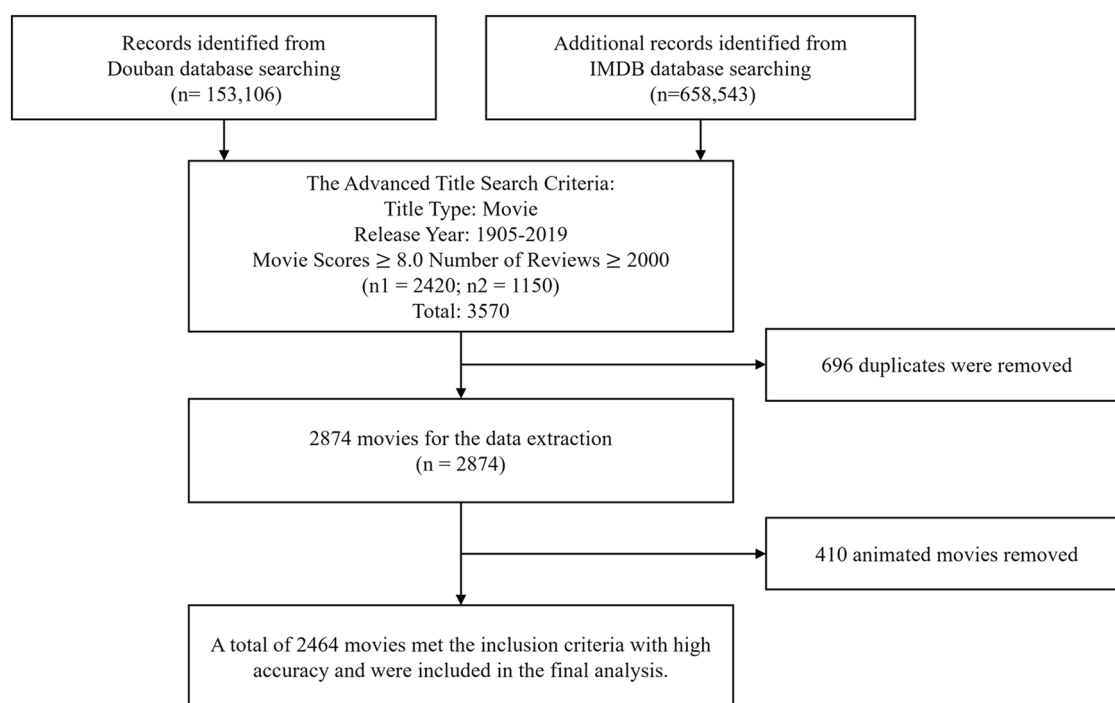 Records identified from
Douban database searching
(n= 153,106)
Additional records identified from
IMDB database searching
(n=658,543)
The Advanced Title Search Criteria:
Title Type: Movie
Release Year: 1905-2019
Movie Scores ≥ 8.0 Number of Reviews ≥ 2000
(n1 = 2420; n2 = 1150)
Total: 3570
696 duplicates were removed
2874 movies for the data extraction
(n = 2874)
410 animated movies removed
A total of 2464 movies met the inclusion criteria with high
accuracy and were included in the final analysis.